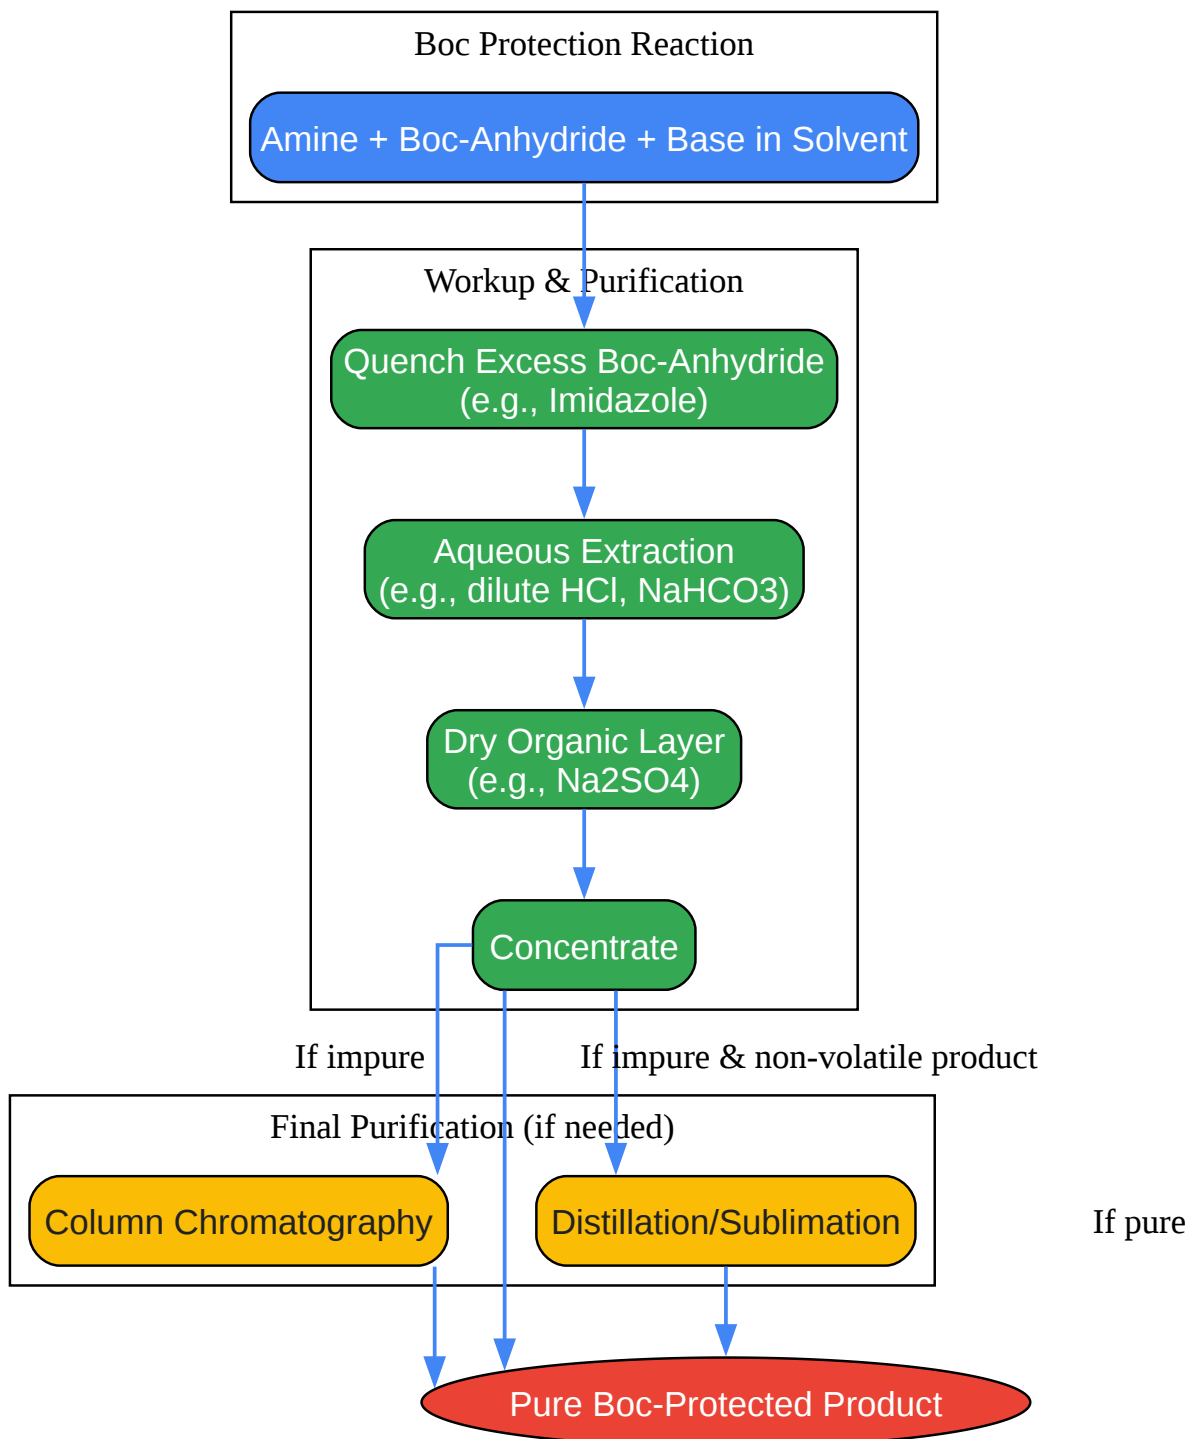 Boc Protection Reaction
Amine + Boc-Anhydride + Base in Solvent
Workup & Purification
Quench Excess Boc-Anhydride
(e.g., Imidazole)
Aqueous Extraction
(e.g., dilute HCl, NaHCO3)
Dry Organic Layer
(e.g., Na2SO4)
Concentrate
If impure
If impure & non-volatile product
Final Purification (if needed)
Column Chromatography
Distillation/Sublimation
If pure
Pure Boc-Protected Product